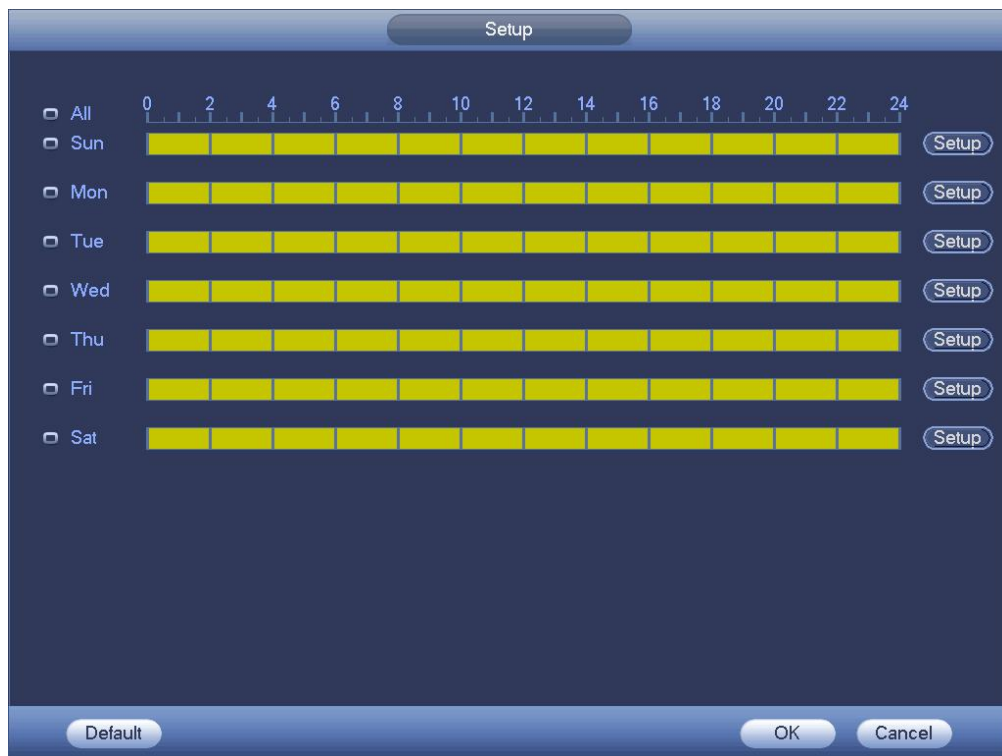 Setup
All 0 2 4 6 8 10 12 14 16 18 20 22 24
Sun Setup
Mon Setup
Tue Setup
Wed Setup
Thu Setup
Fri Setup
Sat Setup
Default OK Cancel